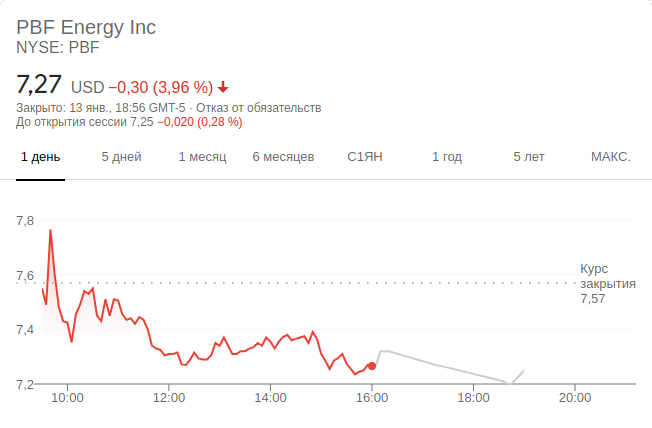 PBF Energy Inc
NYSE: PBF
7,27 USD −0,30 (3,96 %)
Закрыто: 13 янв., 18:56 GMT-5 · Отказ от обязательств
До открытия сессии 7,25 −0,020 (0,28 %)
1 день 5 дней 1 месяц 6 месяцев С1ЯН 1 год 5 лет МАКС.
7,8
7,6
7,4
7,2
Курс
закрытия
7,57
10:00 12:00 14:00 16:00 18:00 20:00